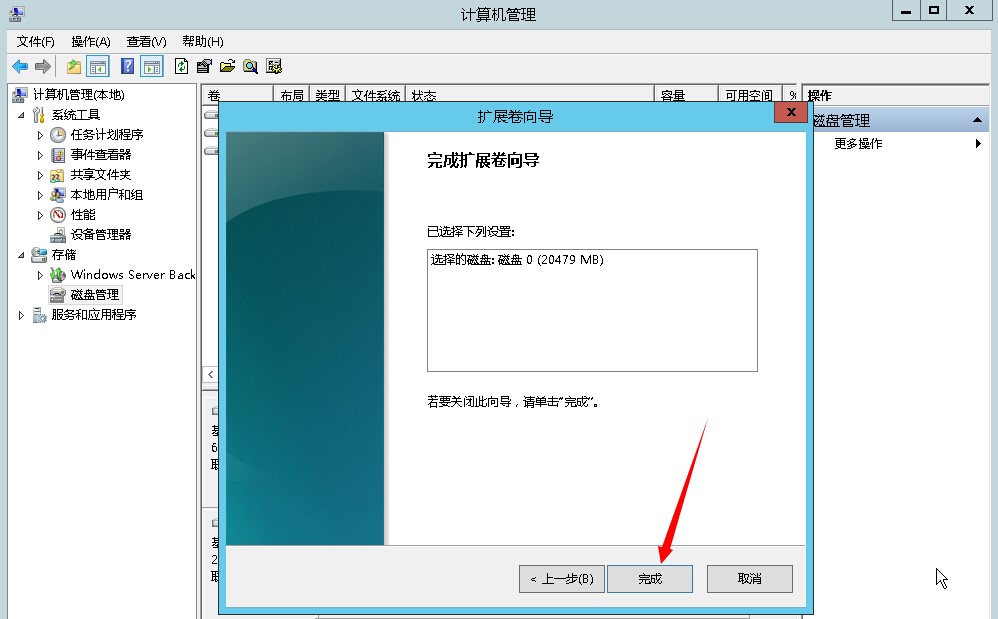 计算机管理
文件(F) 操作(A) 查看(V) 帮助(H)
计算机管理(本地)
系统工具
任务计划程序
事件查看器
共享文件夹
本地用户和组
性能
设备管理器
存储
Windows Server Back
磁盘管理
服务和应用程序
卷 布局 类型 文件系统 状态 容量 可用空间 %
操作
磁盘管理
更多操作
扩展卷向导
完成扩展卷向导
已选择下列设置:
选择的磁盘: 磁盘 0 (20479 MB)
若要关闭此向导，请单击"完成"。
< 上一步(B) 完成 取消